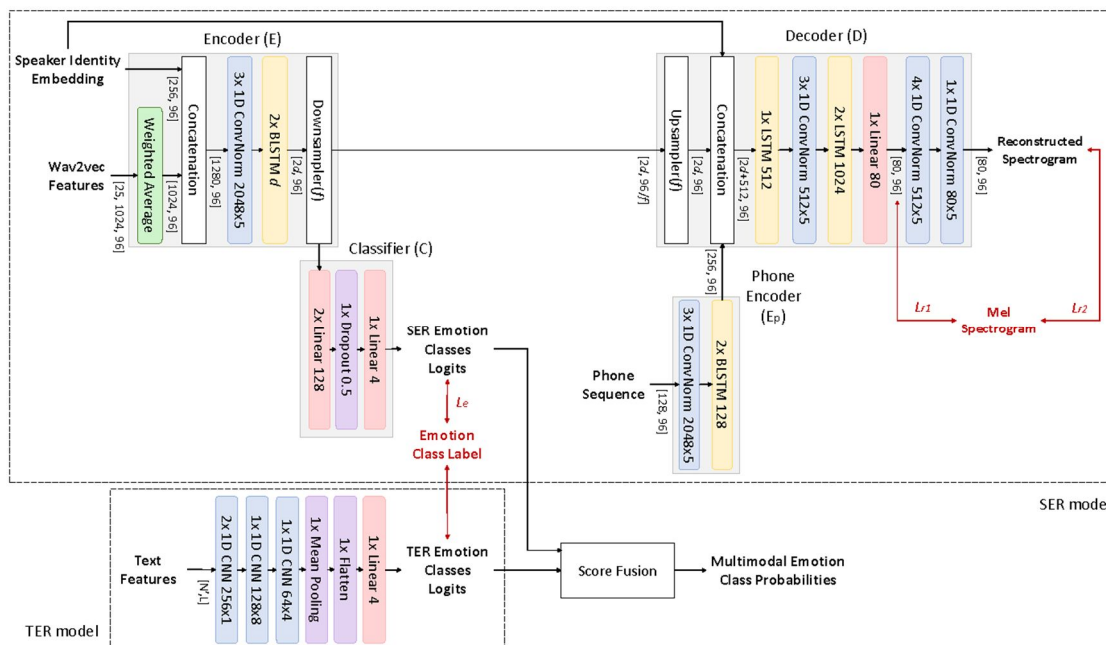 Encoder (E)
Decoder (D)
Speaker Identity
Embedding
[256, 96]
Weighted Average
Wav2vec
Features
[25, 1024, 96]
[1024, 96]
Concatenation
[1280, 96]
3x 1D ConvNorm 2048x5
2x BLSTM d
[2d, 96]
Downsampler(f)
[2d, 96/f]
Upsampler(f)
[2d, 96]
Concatenation
[2d+512, 96]
1x LSTM 512
3x 1D ConvNorm 512x5
2x LSTM 1024
1x Linear 80
[80, 96]
4x 1D ConvNorm 512x5
1x 1D ConvNorm 80x5
[80, 96]
Reconstructed
Spectrogram
Classifier (C)
2x Linear 128
1x Dropout 0.5
1x Linear 4
SER Emotion
Classes
Logits
Le
Emotion
Class Label
[256, 96]
Phone
Encoder
(Ep)
Phone
Sequence
[128, 96]
3x 1D ConvNorm 2048x5
2x BLSTM 128
Lr1
Mel
Spectrogram
Lr2
SER model
Text
Features
2x 1D CNN 256x1
1x 1D CNN 128x8
1x 1D CNN 64x4
1x Mean Pooling
1x Flatten
1x Linear 4
TER Emotion
Classes
Logits
Score Fusion
Multimodal Emotion
Class Probabilities
TER model